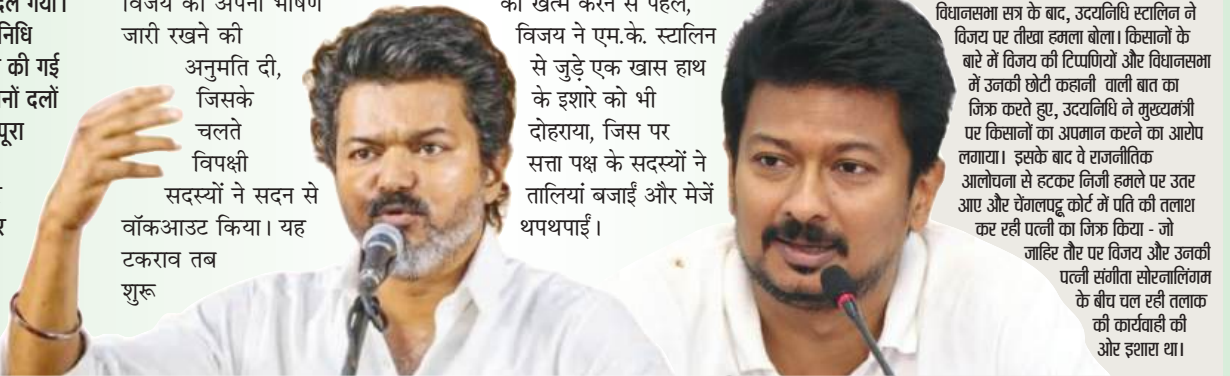 दल गया।
निधि
की गई
नों दलों
पूरा
र
विजय को अपना भाषण
जारी रखने की
अनुमति दी,
जिसके
चलते
विपक्षी
सदस्यों ने सदन से
वॉकआउट किया। यह
टकराव तब
शुरू
को खत्म करने से पहले,
विजय ने एम.के. स्टालिन
से जुड़े एक खास हाथ
के इशारे को भी
दोहराया, जिस पर
सत्ता पक्ष के सदस्यों ने
तालियां बजाईं और मेजें
थपथपाईं।
विधानसभा सत्र के बाद, उदयनिधि स्टालिन ने
विजय पर तीखा हमला बोला। किसानों के
बारे में विजय की टिप्पणियों और विधानसभा
में उनकी छोटी कहानी वाली बात का
जिक्र करते हुए, उदयनिधि ने मुख्यमंत्री
पर किसानों का अपमान करने का आरोप
लगाया। इसके बाद वे राजनीतिक
आलोचना से हटकर निजी हमले पर उतर
आए और चेंगलपट्टू कोर्ट में पति की तलाश
कर रही पत्नी का जिक्र किया - जो
जाहिर तौर पर विजय और उनकी
पत्नी संगीता सोरनालिंगम
के बीच चल रही तलाक
की कार्यवाही की
ओर इशारा था।